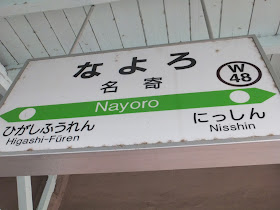 なよろ
W
48
名寄
Nayoro
ひがしふうれん
Higashi-Fūren
にっしん
Nisshin